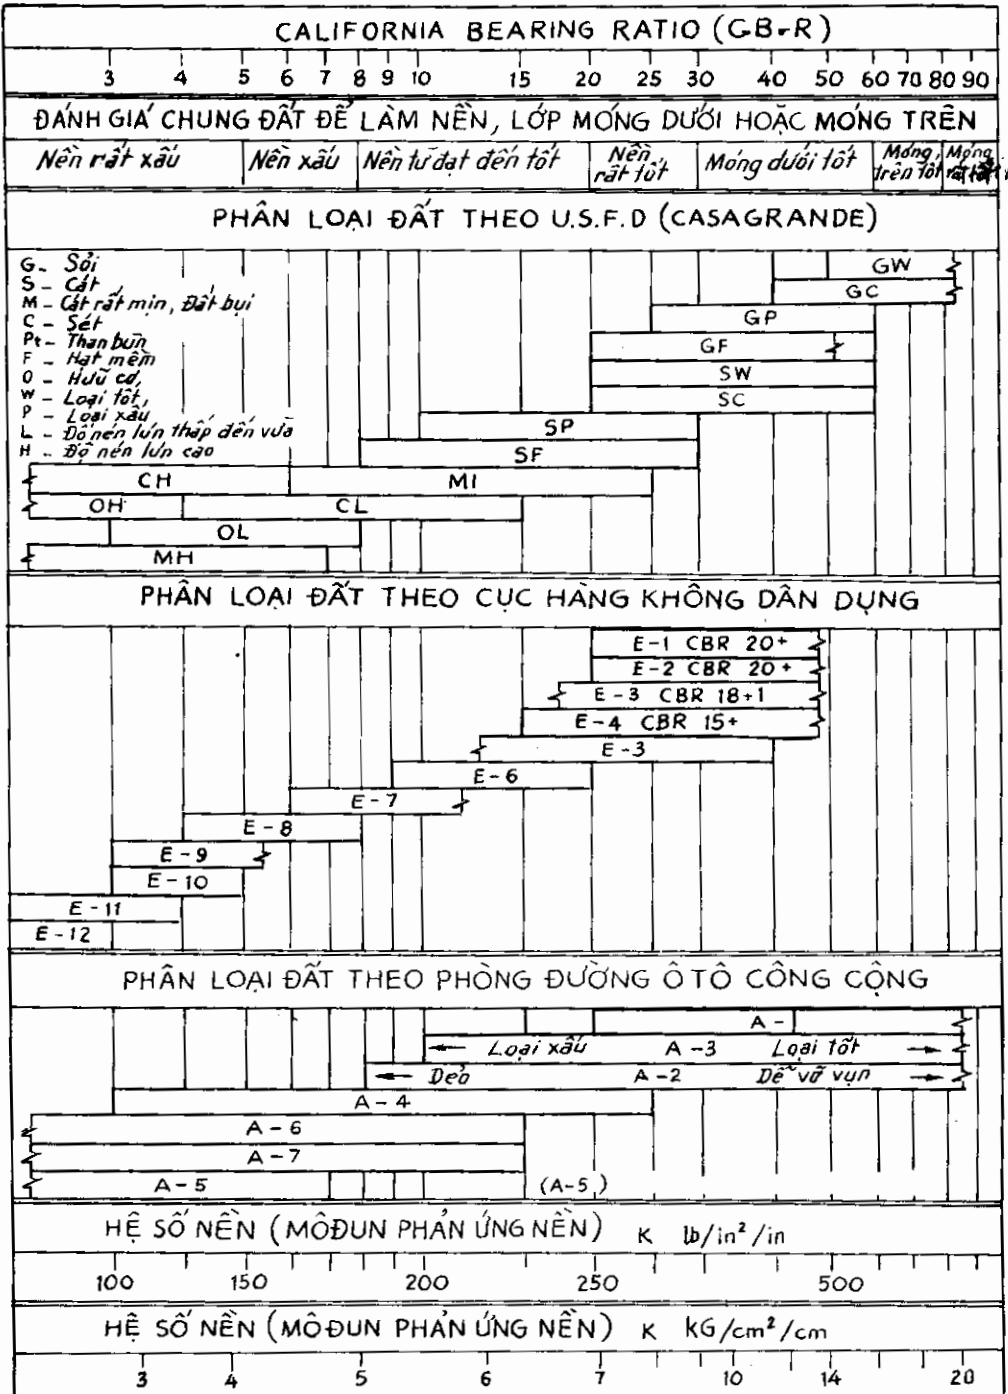 CALIFORNIA BEARING RATIO (GB-R)
3 4 5 6 7 8 9 10 15 20 25 30 40 50 60 70 80 90
ĐÁNH GIÁ CHUNG ĐẤT ĐỂ LÀM NỀN, LỚP MÓNG DƯỚI HOẶC MÓNG TRÊN
Nền rất xấu Nền xấu Nền từ đạt đến tốt Nền rất tốt Móng dưới tốt Móng trên tốt Móng
PHÂN LOẠI ĐẤT THEO U.S.F.D (CASAGRANDE)
G - Sỏi
S - Cát
M - Cát rất mịn, Đất bụi
C - Sét
Pt - Than bùn
F - Hạt mềm
O - Hữu cơ,
W - Loại tốt,
P - Loại xấu
L - Độ nén lún thấp đến vừa
H - Độ nén lún cao
GW
GC
GP
GF
SW
SC
SP
SF
CH MI
OH CL
OL
MH
PHÂN LOẠI ĐẤT THEO CỤC HÀNG KHÔNG DÂN DỤNG
E-1 CBR 20+
E-2 CBR 20+
E-3 CBR 18+1
E-4 CBR 15+
E-3
E-6
E-7
E-8
E-9
E-10
E-11
E-12
PHÂN LOẠI ĐẤT THEO PHÒNG ĐƯỜNG Ô TÔ CÔNG CỘNG
A -
Loại xấu A-3 Loại tốt
Dẻo A-2 Dễ vỡ vụn
A-4
A-6
A-7
A-5 (A-5)
HỆ SỐ NỀN (MÔĐUN PHẢN ỨNG NỀN) K lb/in²/in
100 150 200 250 500
HỆ SỐ NỀN (MÔĐUN PHẢN ỨNG NỀN) K kG/cm²/cm
3 4 5 6 7 10 14 20